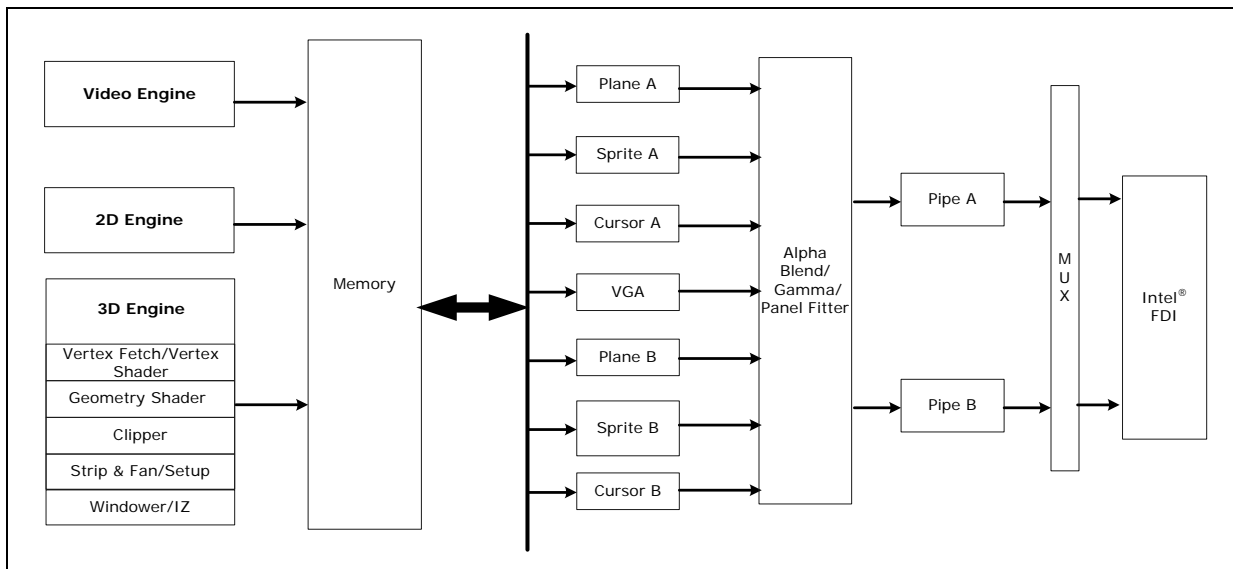 Video Engine
2D Engine
3D Engine
Vertex Fetch/Vertex
Shader
Geometry Shader
Clipper
Strip & Fan/Setup
Windower/IZ
Memory
Plane A
Sprite A
Cursor A
VGA
Plane B
Sprite B
Cursor B
Alpha
Blend/
Gamma/
Panel Fitter
Pipe A
Pipe B
M
U
X
Intel®
FDI